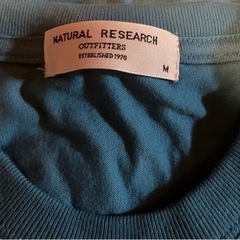 NATURAL RESEARCH
OUTFITTERS
ESTABLISHED 1970
M